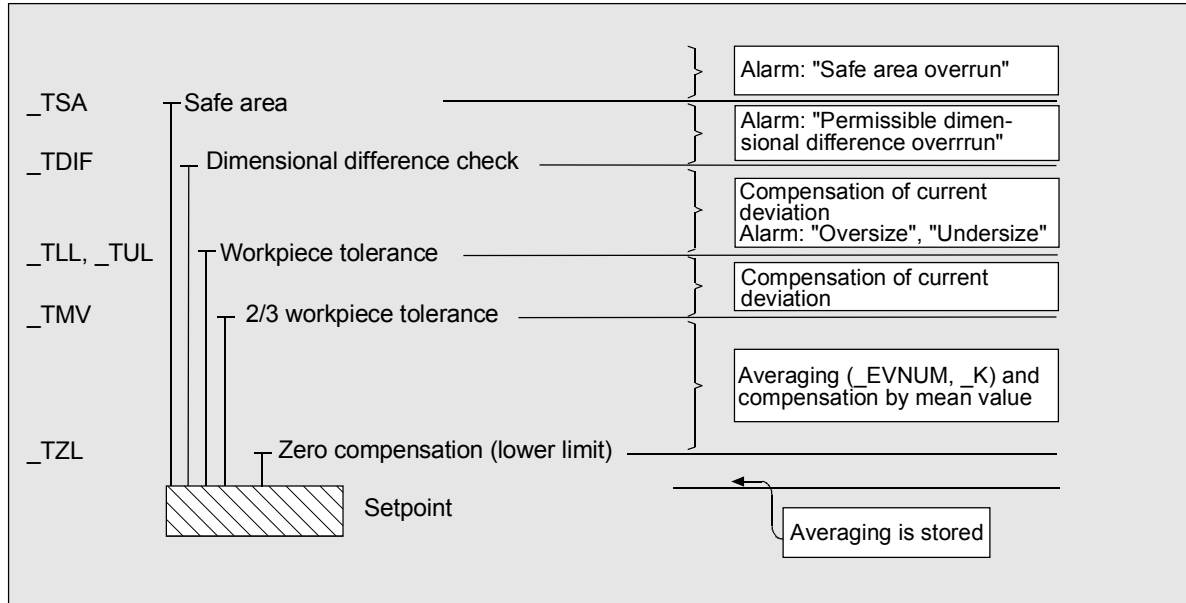 Alarm: "Safe area overrun"
_TSA
Safe area
Alarm: "Permissible dimen-
sional difference overrrun"
_TDIF
Dimensional difference check
Compensation of current
deviation
Alarm: "Oversize", "Undersize"
_TLL, _TUL
Workpiece tolerance
Compensation of current
deviation
_TMV
2/3 workpiece tolerance
Averaging (_EVNUM, _K) and
compensation by mean value
_TZL
Zero compensation (lower limit)
Setpoint
Averaging is stored